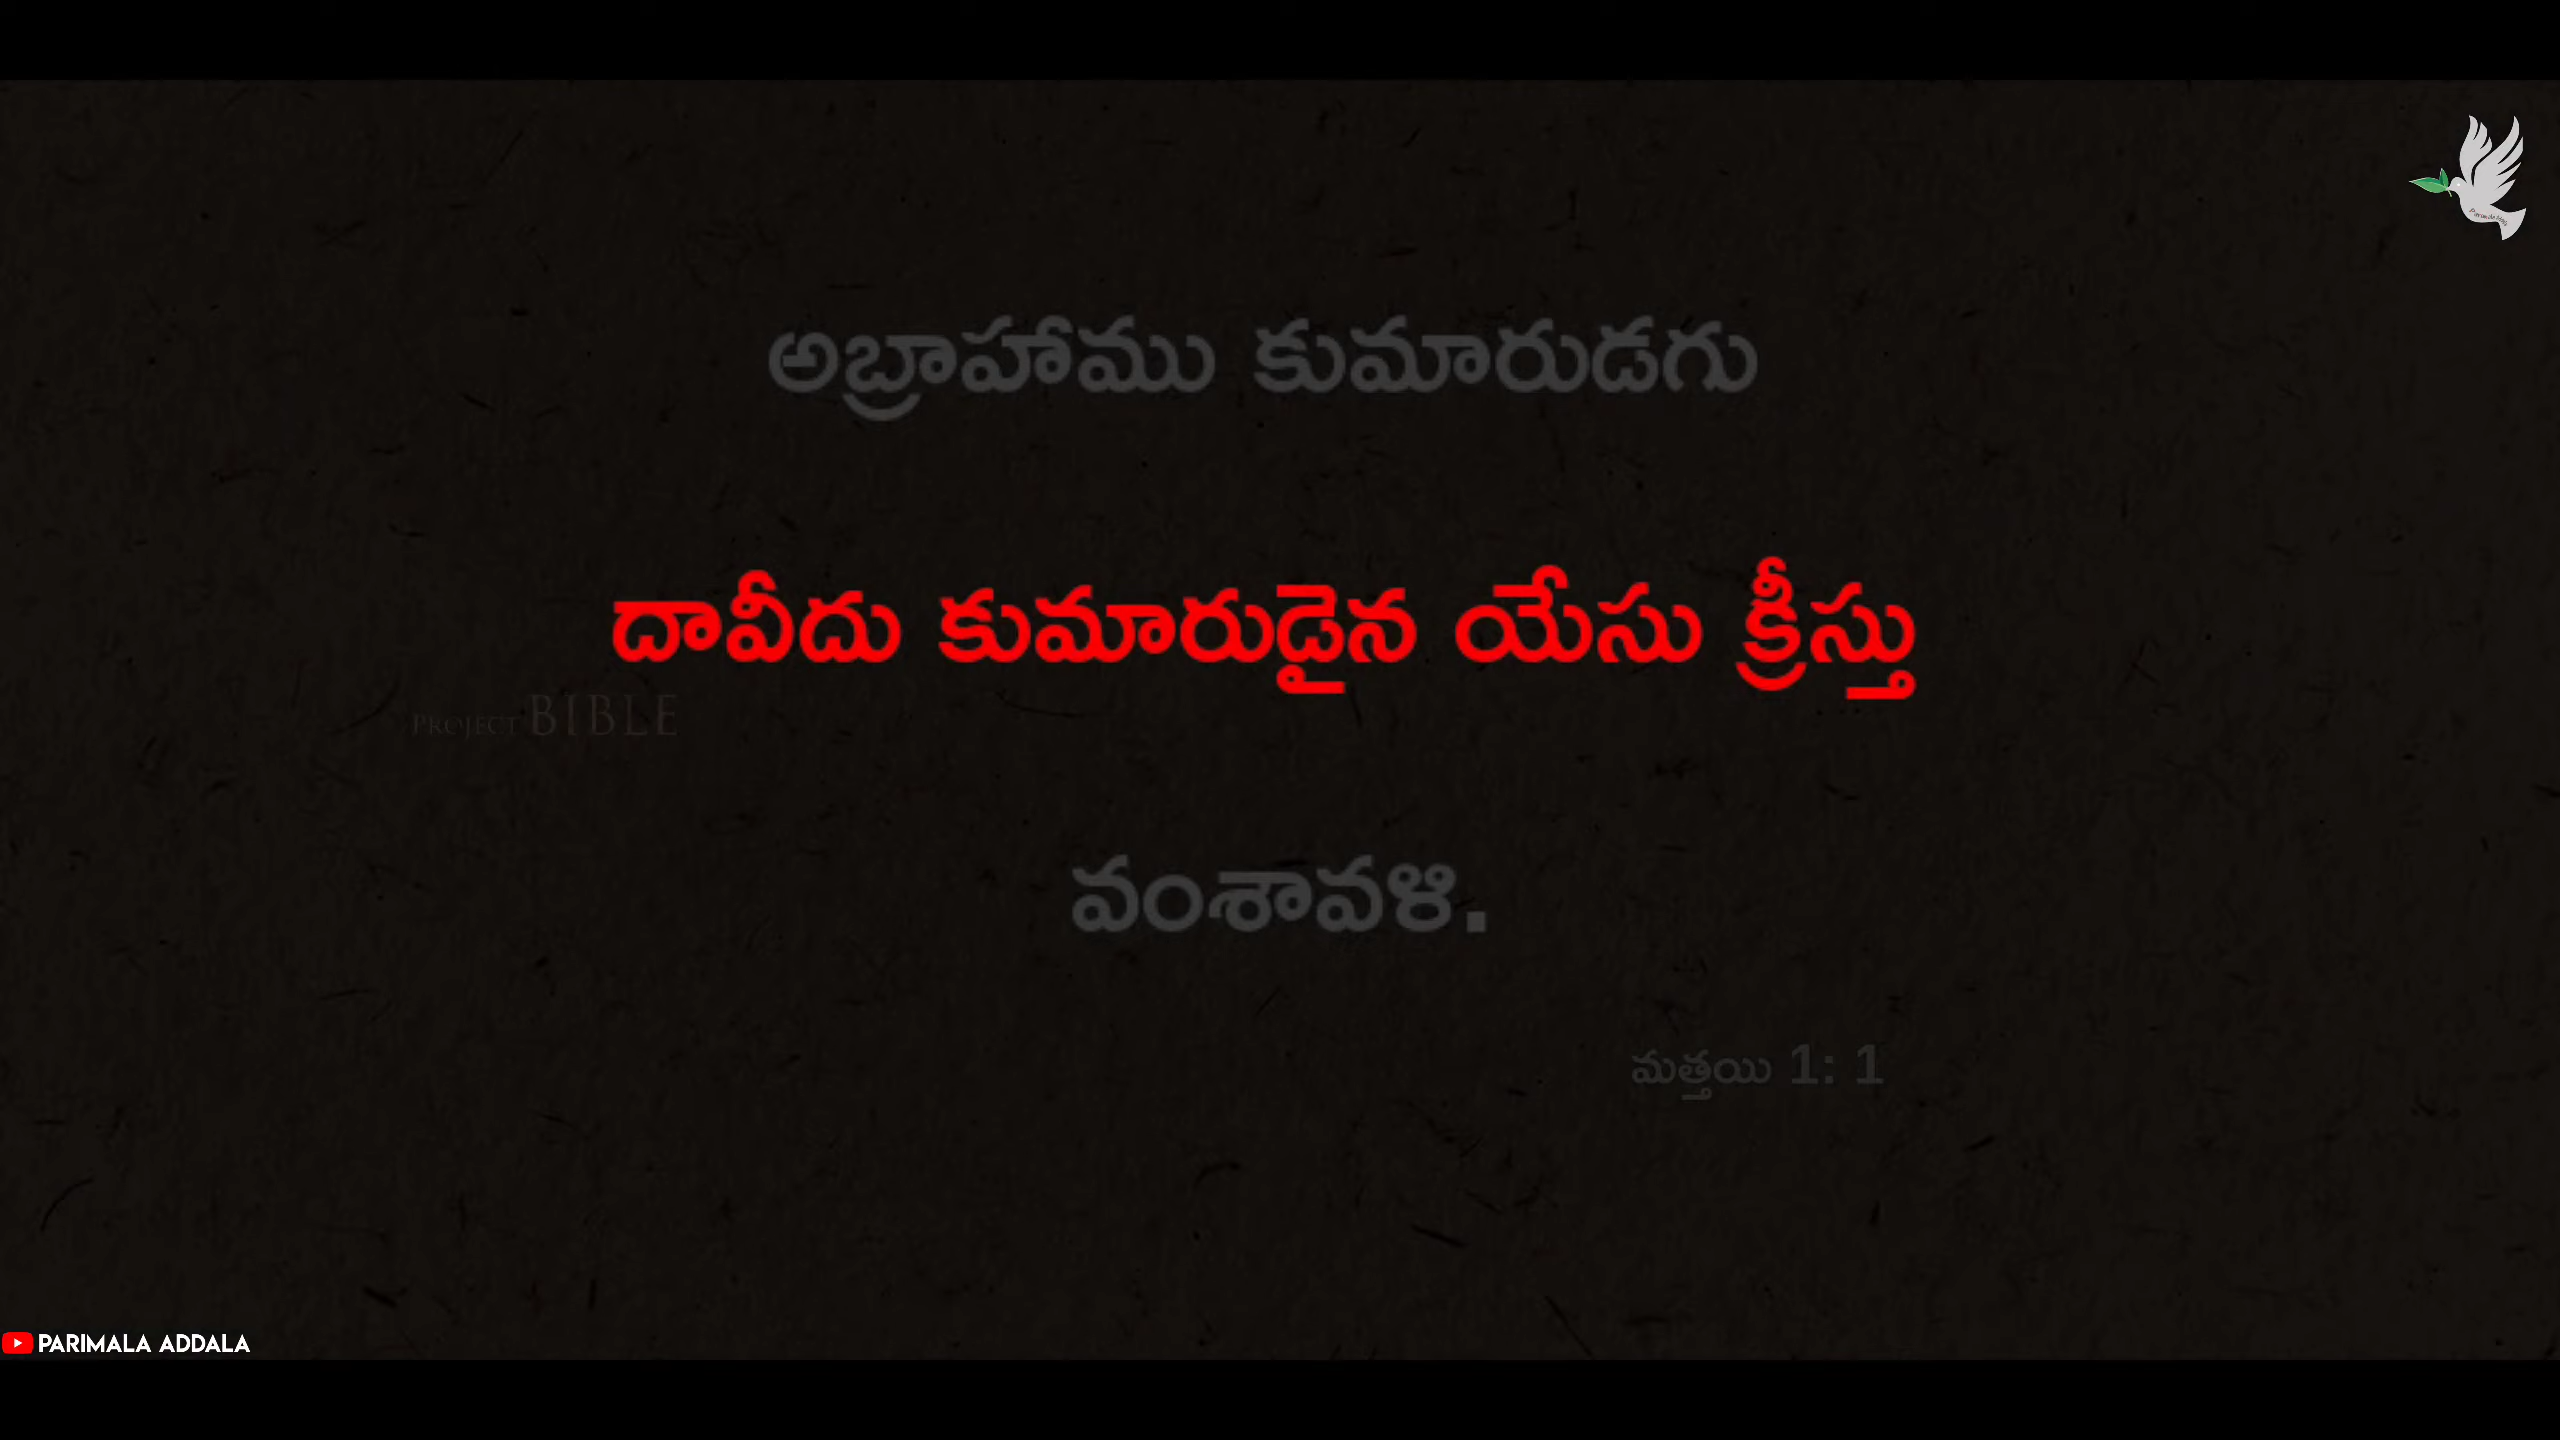 అబ్రాహాము కుమారుడగు
దావీదు కుమారుడైన యేసు క్రీస్తు
PROJECT BIBLE
వంశావళి.
మత్తయి 1: 1
PARIMALA ADDALA